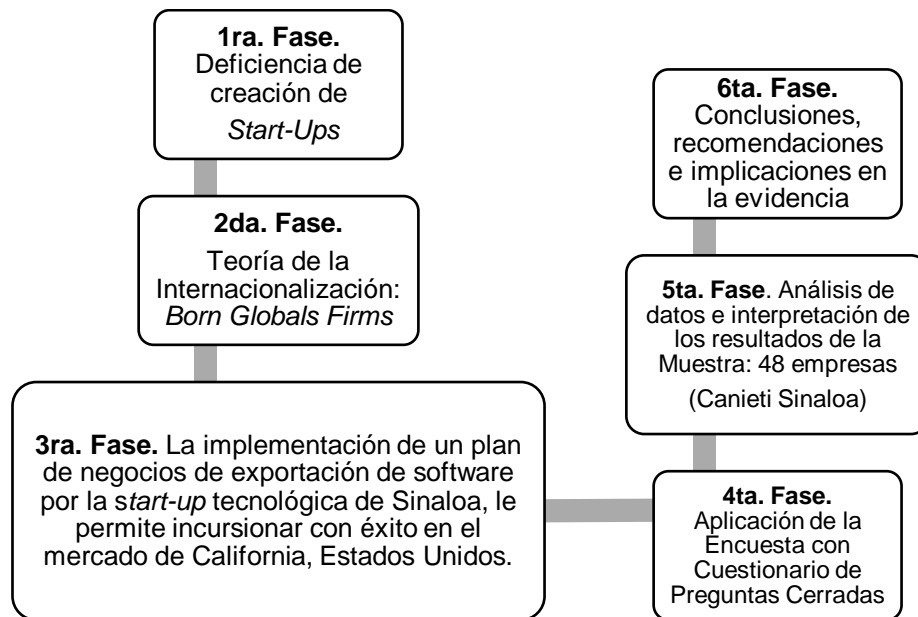 1ra. Fase.
Deficiencia de
creación de
Start-Ups
2da. Fase.
Teoría de la
Internacionalización:
Born Globals Firms
3ra. Fase. La implementación de un plan
de negocios de exportación de software
por la start-up tecnológica de Sinaloa, le
permite incursionar con éxito en el
mercado de California, Estados Unidos.
4ta. Fase.
Aplicación de la
Encuesta con
Cuestionario de
Preguntas Cerradas
5ta. Fase. Análisis de
datos e interpretación de
los resultados de la
Muestra: 48 empresas
(Canieti Sinaloa)
6ta. Fase.
Conclusiones,
recomendaciones
e implicaciones en
la evidencia